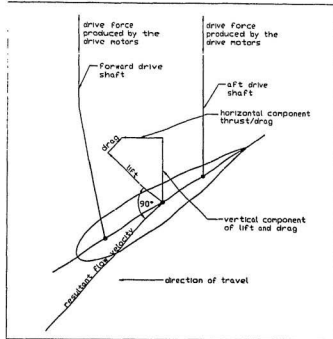 drive force
produced by the
drive motors
drive force
produced by the
drive motors
forward drive
shaft
aft drive
shaft
horizontal component
thrust/drag
drag
lift
90°
vertical component
of lift and drag
resultant flow velocity
direction of travel